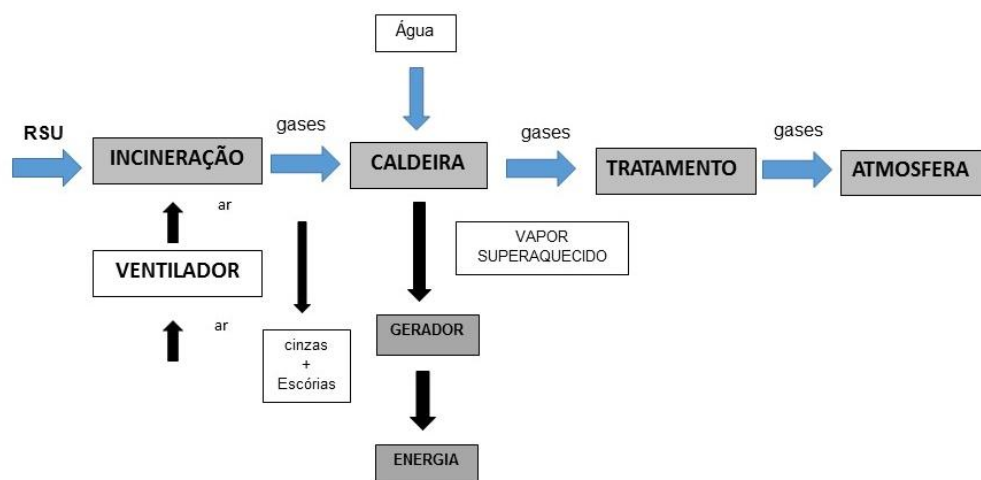 Água
RSU
INCINERAÇÃO
gases
CALDEIRA
gases
TRATAMENTO
gases
ATMOSFERA
ar
VENTILADOR
ar
VAPOR
SUPERAQUECIDO
cinzas
+
Escórias
GERADOR
ENERGIA